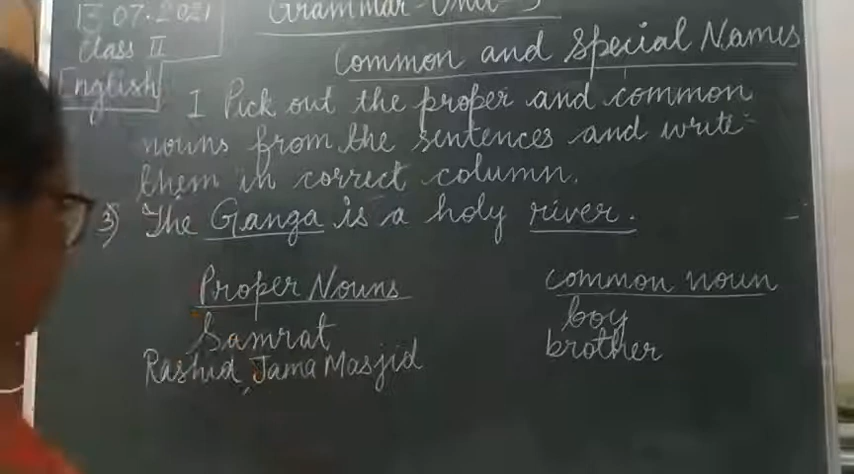 13.07.2021
Grammar-Unit-3
Class II
Common and Special Names
English
I Pick out the proper and common
nouns from the sentences and write
them in correct column.
3) The Ganga is a holy river.
Proper Nouns common noun
Samrat boy
Rashid, Jama Masjid brother